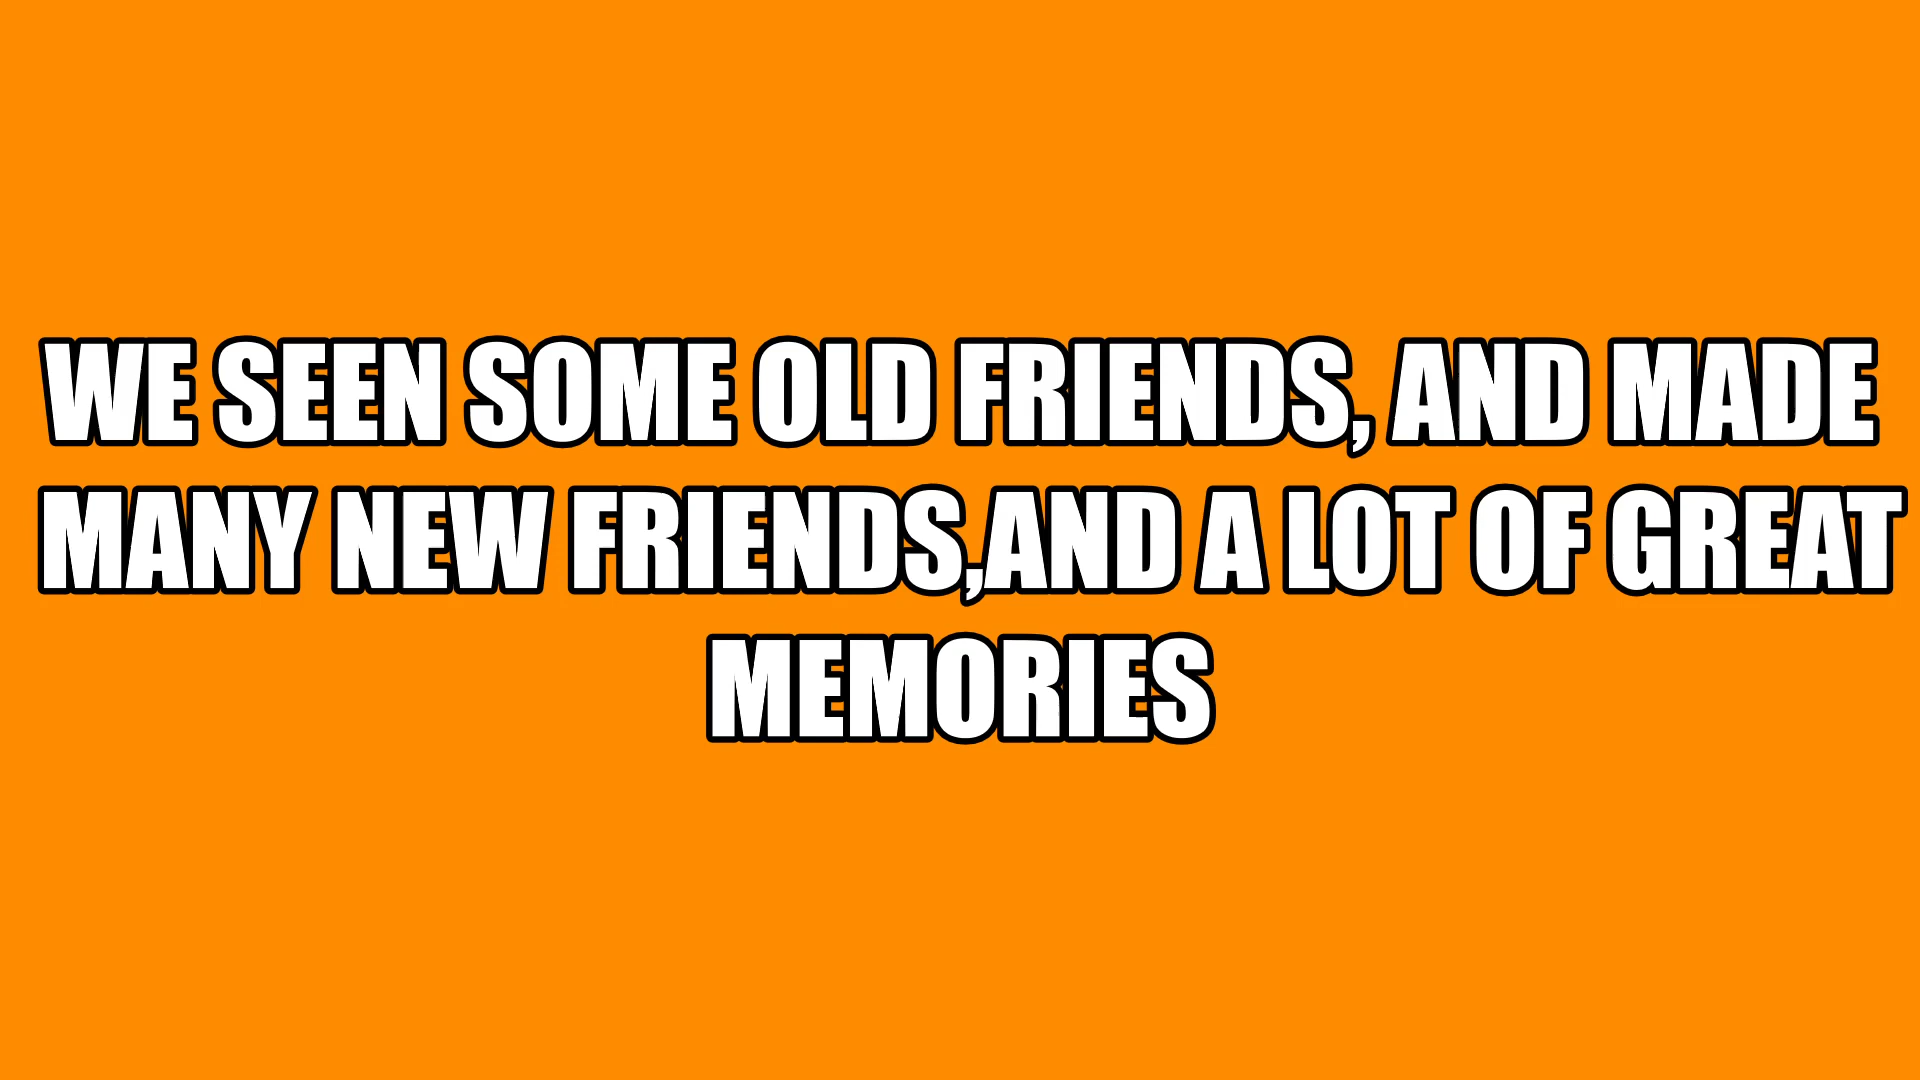 WE SEEN SOME OLD FRIENDS, AND MADE
MANY NEW FRIENDS,AND A LOT OF GREAT
MEMORIES